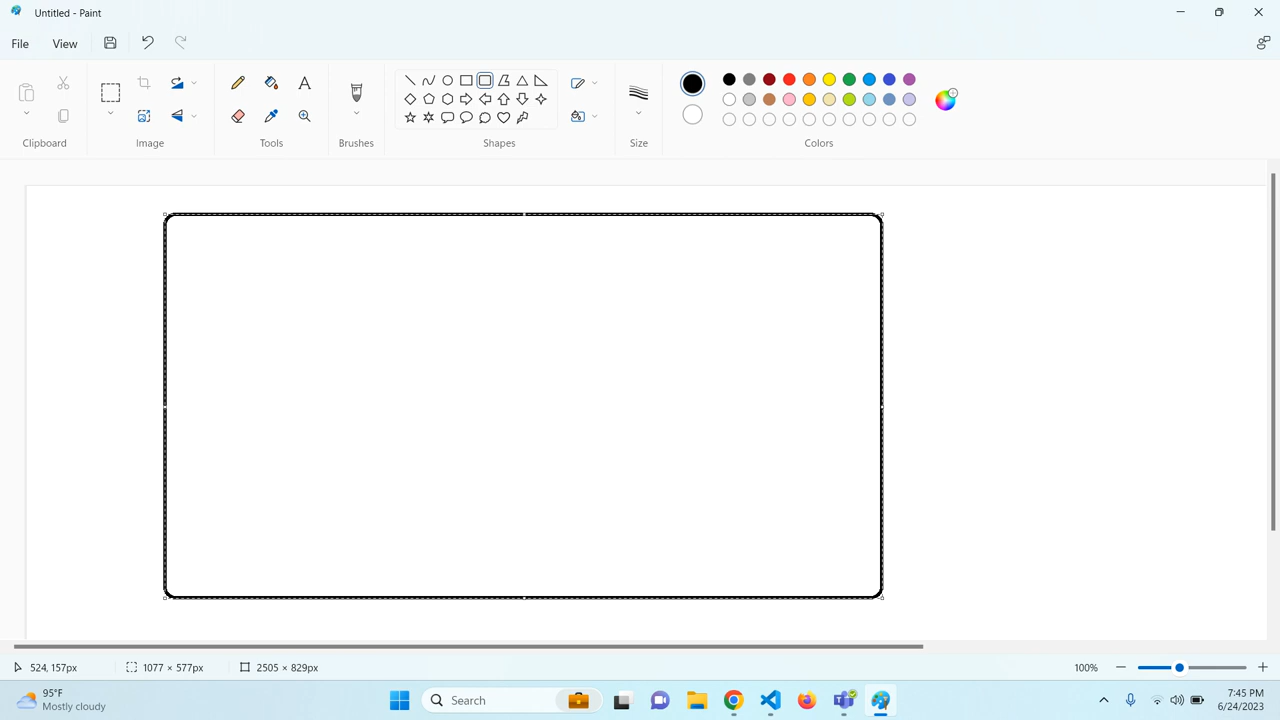 Untitled - Paint
File View
Clipboard Image Tools Brushes Shapes Size Colors
524, 157px 1077 × 577px 2505 × 829px 100%
95°F
Mostly cloudy
Search
7:45 PM
6/24/2023